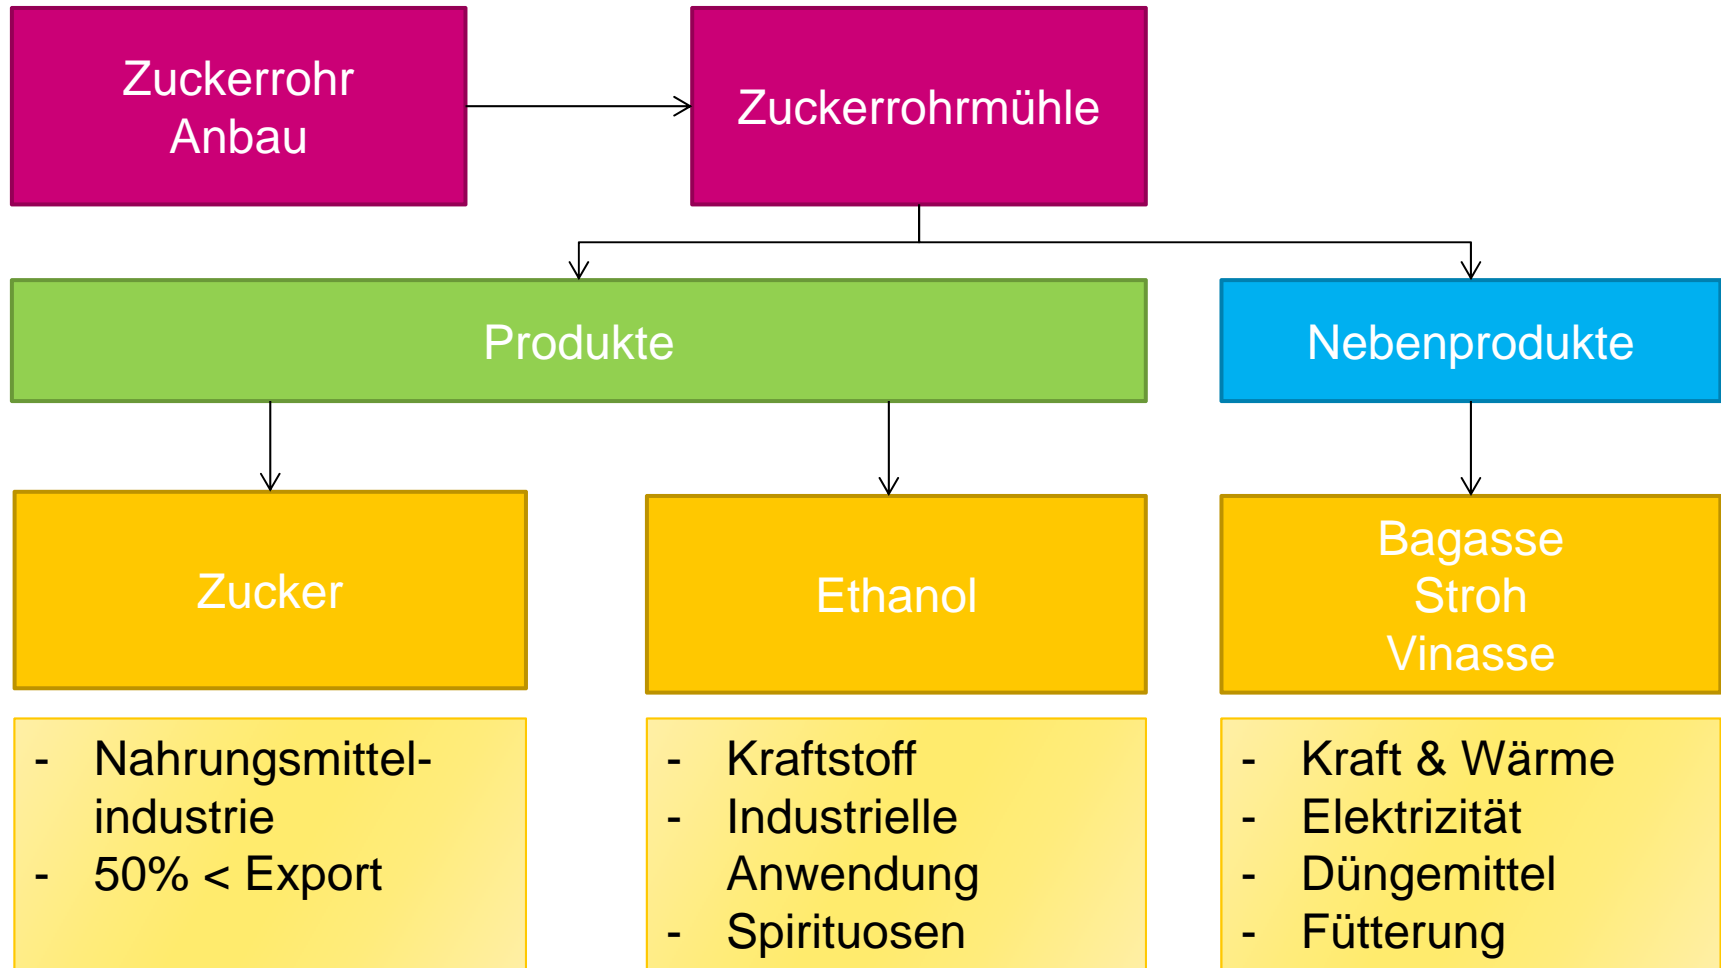 Zuckerrohr
Anbau
Zuckerrohrmühle
Produkte
Nebenprodukte
Zucker
Ethanol
Bagasse
Stroh
Vinasse
- Nahrungsmittel-
industrie
- 50% < Export
- Kraftstoff
- Industrielle
Anwendung
- Spirituosen
- Kraft & Wärme
- Elektrizität
- Düngemittel
- Fütterung